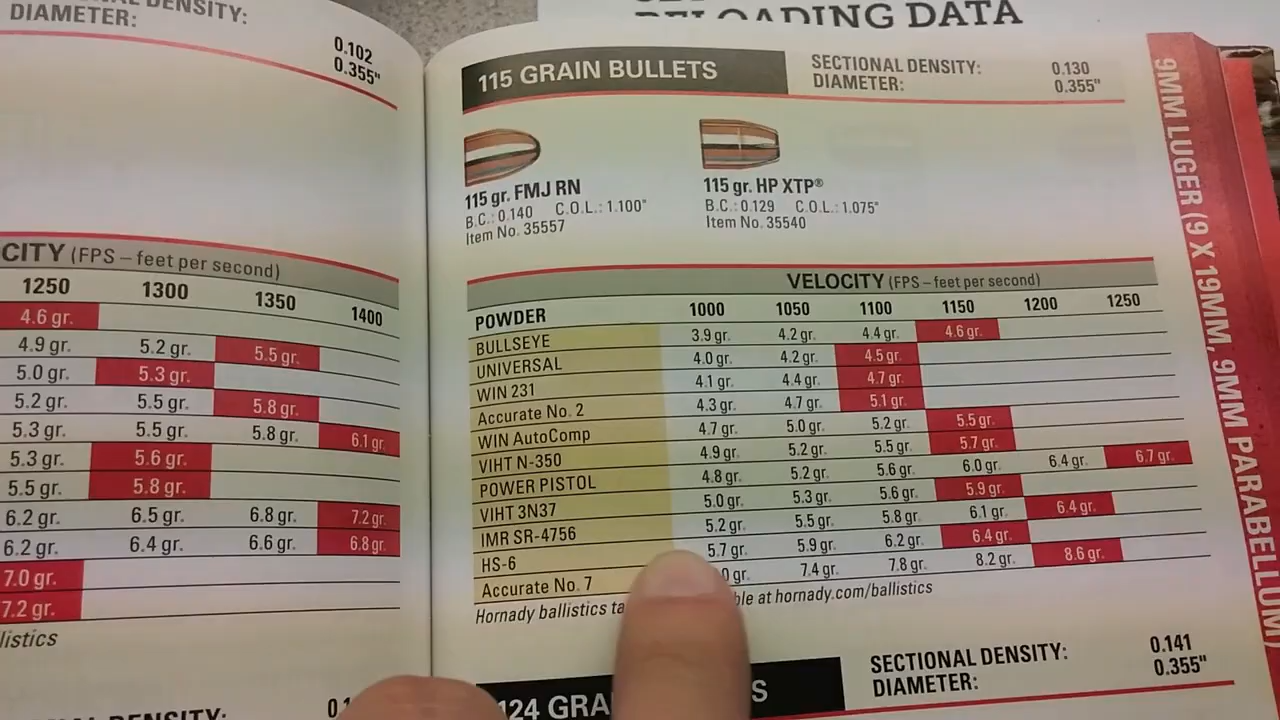 DENSITY:
DIAMETER:
0.102
0.355"
CITY (FPS – feet per second)
1250 1300 1350 1400
4.6 gr.
4.9 gr. 5.2 gr. 5.5 gr.
5.0 gr. 5.3 gr.
5.2 gr. 5.5 gr. 5.8 gr.
5.3 gr. 5.5 gr. 5.8 gr. 6.1 gr.
5.3 gr. 5.6 gr.
5.5 gr. 5.8 gr.
6.2 gr. 6.5 gr. 6.8 gr. 7.2 gr.
6.2 gr. 6.4 gr. 6.6 gr. 6.8 gr.
7.0 gr.
7.2 gr.
listics
DENSITY:
RELOADING DATA
115 GRAIN BULLETS
SECTIONAL DENSITY: 0.130
DIAMETER: 0.355"
115 gr. FMJ RN
B.C.: 0.140 C.O.L.: 1.100"
Item No. 35557
115 gr. HP XTP®
B.C.: 0.129 C.O.L.: 1.075"
Item No. 35540
VELOCITY (FPS – feet per second)
POWDER 1000 1050 1100 1150 1200 1250
BULLSEYE 3.9 gr. 4.2 gr. 4.4 gr. 4.6 gr.
UNIVERSAL 4.0 gr. 4.2 gr. 4.5 gr.
WIN 231 4.1 gr. 4.4 gr. 4.7 gr.
Accurate No. 2 4.3 gr. 4.7 gr. 5.1 gr.
WIN AutoComp 4.7 gr. 5.0 gr. 5.2 gr. 5.5 gr.
VIHT N-350 4.9 gr. 5.2 gr. 5.5 gr. 5.7 gr.
POWER PISTOL 4.8 gr. 5.2 gr. 5.6 gr. 6.0 gr. 6.4 gr. 6.7 gr.
VIHT 3N37 5.0 gr. 5.3 gr. 5.6 gr. 5.9 gr.
IMR SR-4756 5.2 gr. 5.5 gr. 5.8 gr. 6.1 gr. 6.4 gr.
HS-6 5.7 gr. 5.9 gr. 6.2 gr. 6.4 gr.
Accurate No. 7 0 gr. 7.4 gr. 7.8 gr. 8.2 gr. 8.6 gr.
Hornady ballistics ta ble at hornady.com/ballistics
124 GRA S
SECTIONAL DENSITY: 0.141
DIAMETER: 0.355"
9MM LUGER (9 X 19MM, 9MM PARABELLUM)